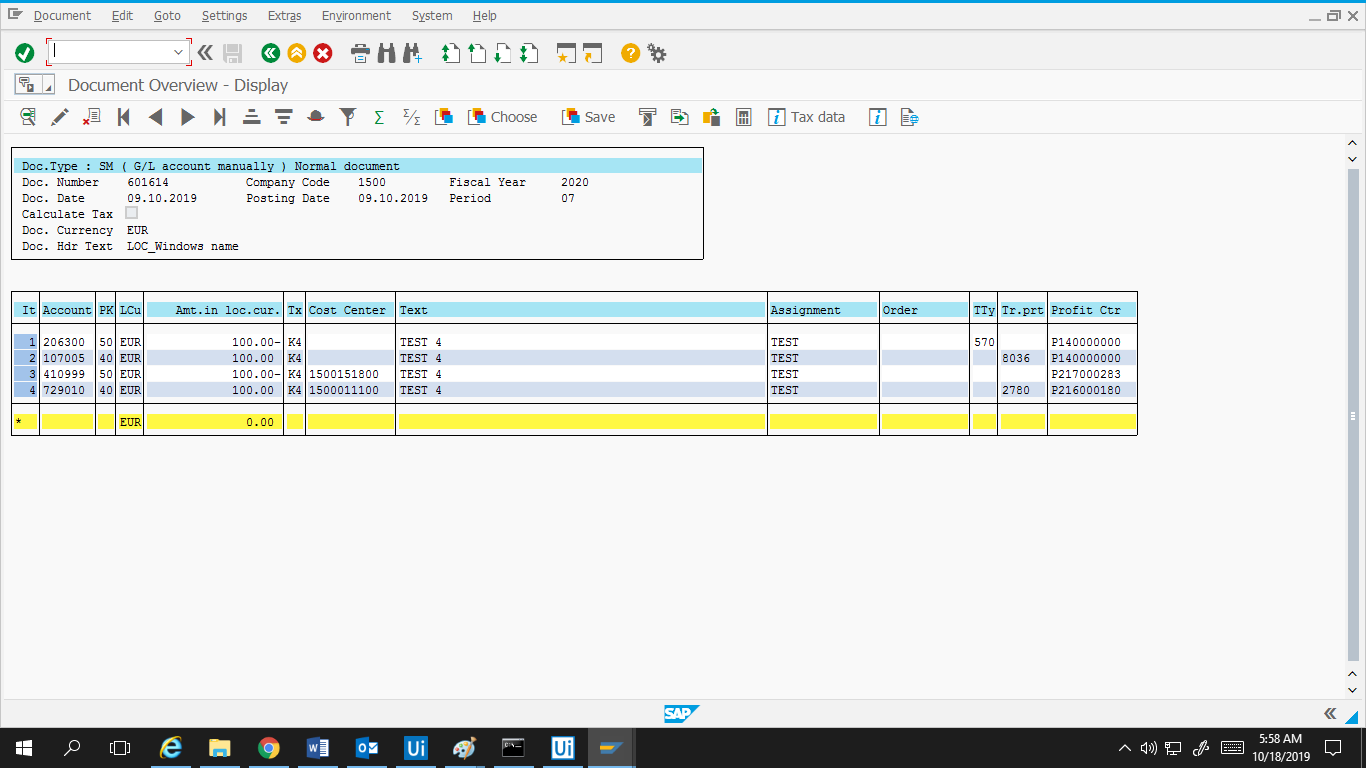 Document Edit Goto Settings Extras Environment System Help
Document Overview - Display
Choose Save Tax data
Doc.Type : SM ( G/L account manually ) Normal document
Doc. Number 601614 Company Code 1500 Fiscal Year 2020
Doc. Date 09.10.2019 Posting Date 09.10.2019 Period 07
Calculate Tax
Doc. Currency EUR
Doc. Hdr Text LOC_Windows name
It Account PK LCu Amt.in loc.cur. Tx Cost Center Text Assignment Order TTy Tr.prt Profit Ctr
1 206300 50 EUR 100.00- K4 TEST 4 TEST 570 P140000000
2 107005 40 EUR 100.00 K4 TEST 4 TEST 8036 P140000000
3 410999 50 EUR 100.00- K4 1500151800 TEST 4 TEST P217000283
4 729010 40 EUR 100.00 K4 1500011100 TEST 4 TEST 2780 P216000180
* EUR 0.00
SAP
Ui Ui 5:58 AM
10/18/2019